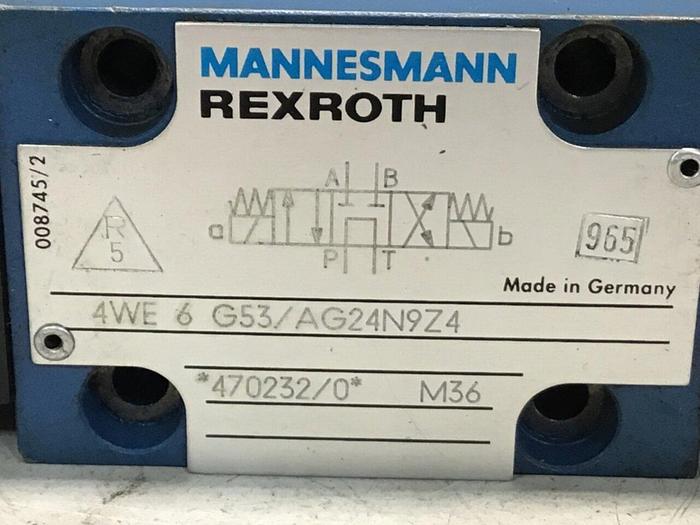 MANNESMANN
REXROTH
008745/2
R
5
A B
a b
P T
965
Made in Germany
4WE 6 G53/AG24N9Z4
*470232/0* M36